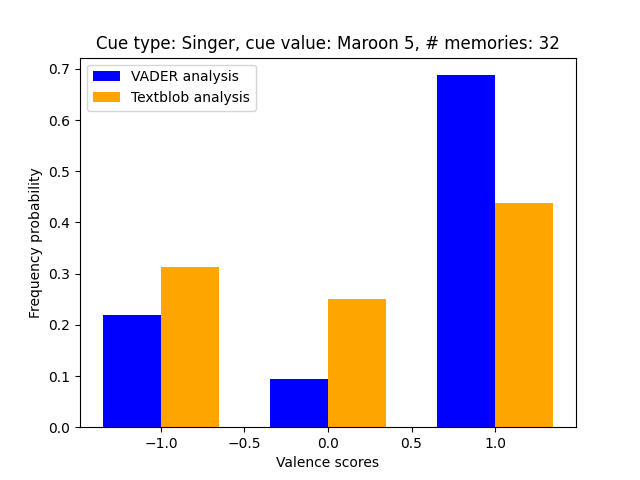 Cue type: Singer, cue value: Maroon 5, # memories: 32
VADER analysis
Textblob analysis
Frequency probability
0.7
0.6
0.5
0.4
0.3
0.2
0.1
0.0
−1.0 −0.5 0.0 0.5 1.0
Valence scores